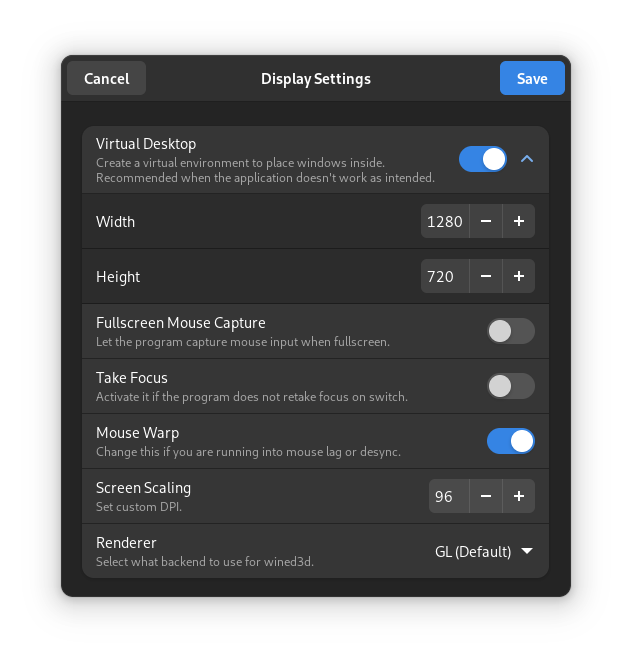 Cancel
Display Settings
Save
Virtual Desktop
Create a virtual environment to place windows inside.
Recommended when the application doesn't work as intended.
Width
1280
Height
720
Fullscreen Mouse Capture
Let the program capture mouse input when fullscreen.
Take Focus
Activate it if the program does not retake focus on switch.
Mouse Warp
Change this if you are running into mouse lag or desync.
Screen Scaling
Set custom DPI.
96
Renderer
Select what backend to use for wined3d.
GL (Default)